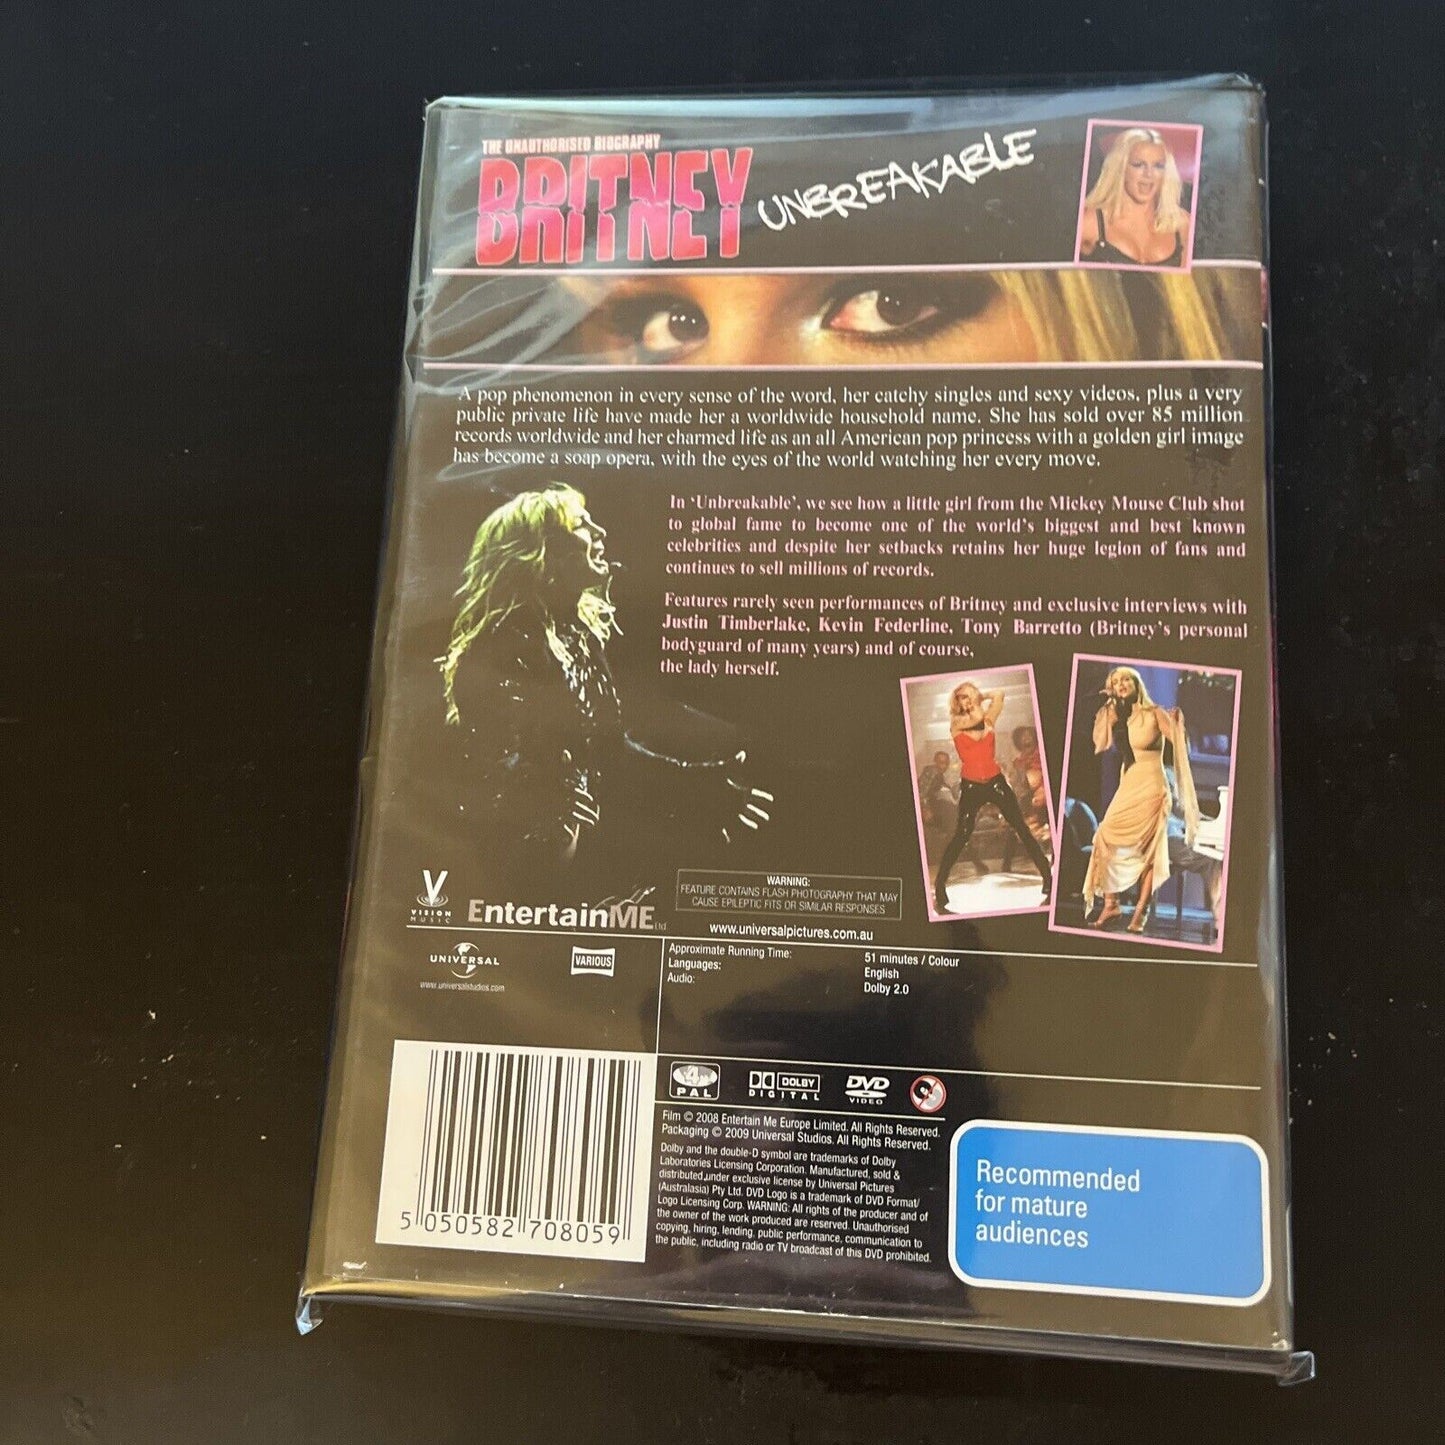 THE UNAUTHORISED BIOGRAPHY
BRITNEY UNBREAKABLE
A pop phenomenon in every sense of the word, her catchy singles and sexy videos, plus a very
public private life have made her a worldwide household name. She has sold over 85 million
records worldwide and her charmed life as an all American pop princess with a golden girl image
has become a soap opera, with the eyes of the world watching her every move.
In ‘Unbreakable’, we see how a little girl from the Mickey Mouse Club shot
to global fame to become one of the world’s biggest and best known
celebrities and despite her setbacks retains her huge legion of fans and
continues to sell millions of records.
Features rarely seen performances of Britney and exclusive interviews with
Justin Timberlake, Kevin Federline, Tony Barretto (Britney’s personal
bodyguard of many years) and of course,
the lady herself.
V
VISION
MUSIC
EntertainME Ltd
WARNING:
FEATURE CONTAINS FLASH PHOTOGRAPHY THAT MAY
CAUSE EPILEPTIC FITS OR SIMILAR RESPONSES
www.universalpictures.com.au
UNIVERSAL
www.universalstudios.com
VARIOUS
Approximate Running Time: 51 minutes / Colour
Languages: English
Audio: Dolby 2.0
4
PAL
DOLBY
DIGITAL
DVD
VIDEO
Film © 2008 Entertain Me Europe Limited. All Rights Reserved.
Packaging © 2009 Universal Studios. All Rights Reserved.
Dolby and the double-D symbol are trademarks of Dolby
Laboratories Licensing Corporation. Manufactured, sold &
distributed under exclusive license by Universal Pictures
(Australasia) Pty Ltd. DVD Logo is a trademark of DVD Format/
Logo Licensing Corp. WARNING: All rights of the producer and of
the owner of the work produced are reserved. Unauthorised
copying, hiring, lending, public performance, communication to
the public, including radio or TV broadcast of this DVD prohibited.
5 050582 708059
Recommended
for mature
audiences